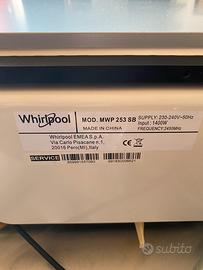 Whirlpool
MOD. MWP 253 SB
MADE IN CHINA
SUPPLY: 230-240V~50Hz
Input: 1400W
FREQUENCY: 2450MHz
Whirlpool EMEA S.p.A.
Via Carlo Pisacane n.1,
20016 Pero(MI), Italy
SERVICE
subito